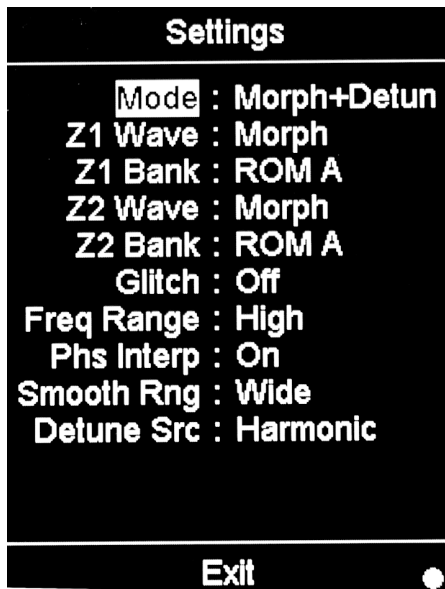 Settings
Mode : Morph+Detun
Z1 Wave : Morph
Z1 Bank : ROM A
Z2 Wave : Morph
Z2 Bank : ROM A
Glitch : Off
Freq Range : High
Phs Interp : On
Smooth Rng : Wide
Detune Src : Harmonic
Exit